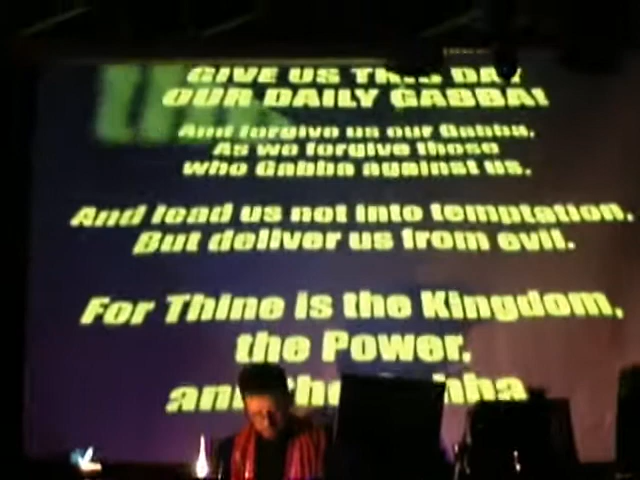 GIVE US THIS DAY
OUR DAILY GABBA!
And forgive us our Gabba,
As we forgive those
who Gabba against us.
And lead us not into temptation.
But deliver us from evil.
For Thine is the Kingdom,
the Power,
and the